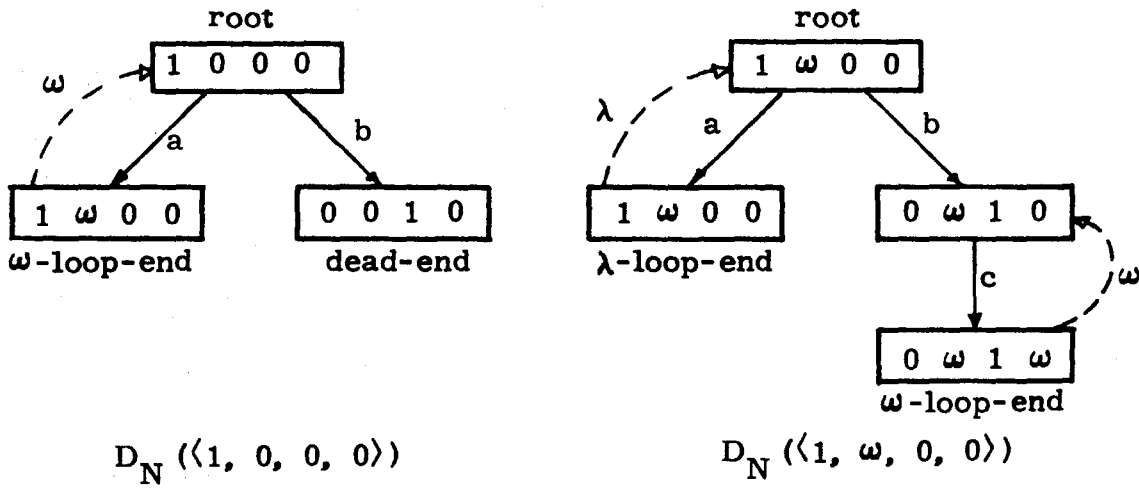 root
1 0 0 0
ω
a
b
1 ω 0 0
0 0 1 0
ω-loop-end
dead-end
D_N (⟨1, 0, 0, 0⟩)
root
1 ω 0 0
λ
a
b
1 ω 0 0
0 ω 1 0
λ-loop-end
c
ω
0 ω 1 ω
ω-loop-end
D_N (⟨1, ω, 0, 0⟩)